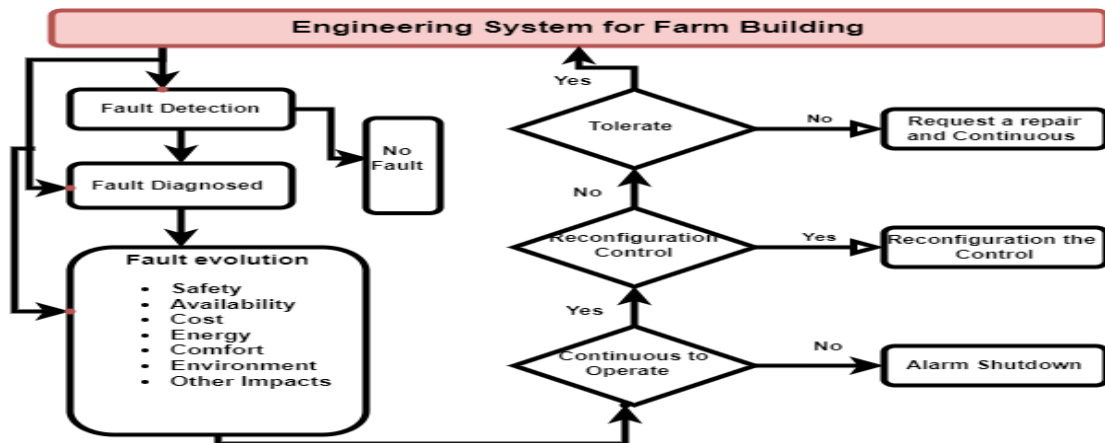 Engineering System for Farm Building
Fault Detection
No
Fault
Fault Diagnosed
Fault evolution
• Safety
• Availability
• Cost
• Energy
• Comfort
• Environment
• Other Impacts
Yes
Tolerate
No
Request a repair
and Continuous
No
Reconfiguration
Control
Yes
Reconfiguration the
Control
Yes
Continuous to
Operate
No
Alarm Shutdown